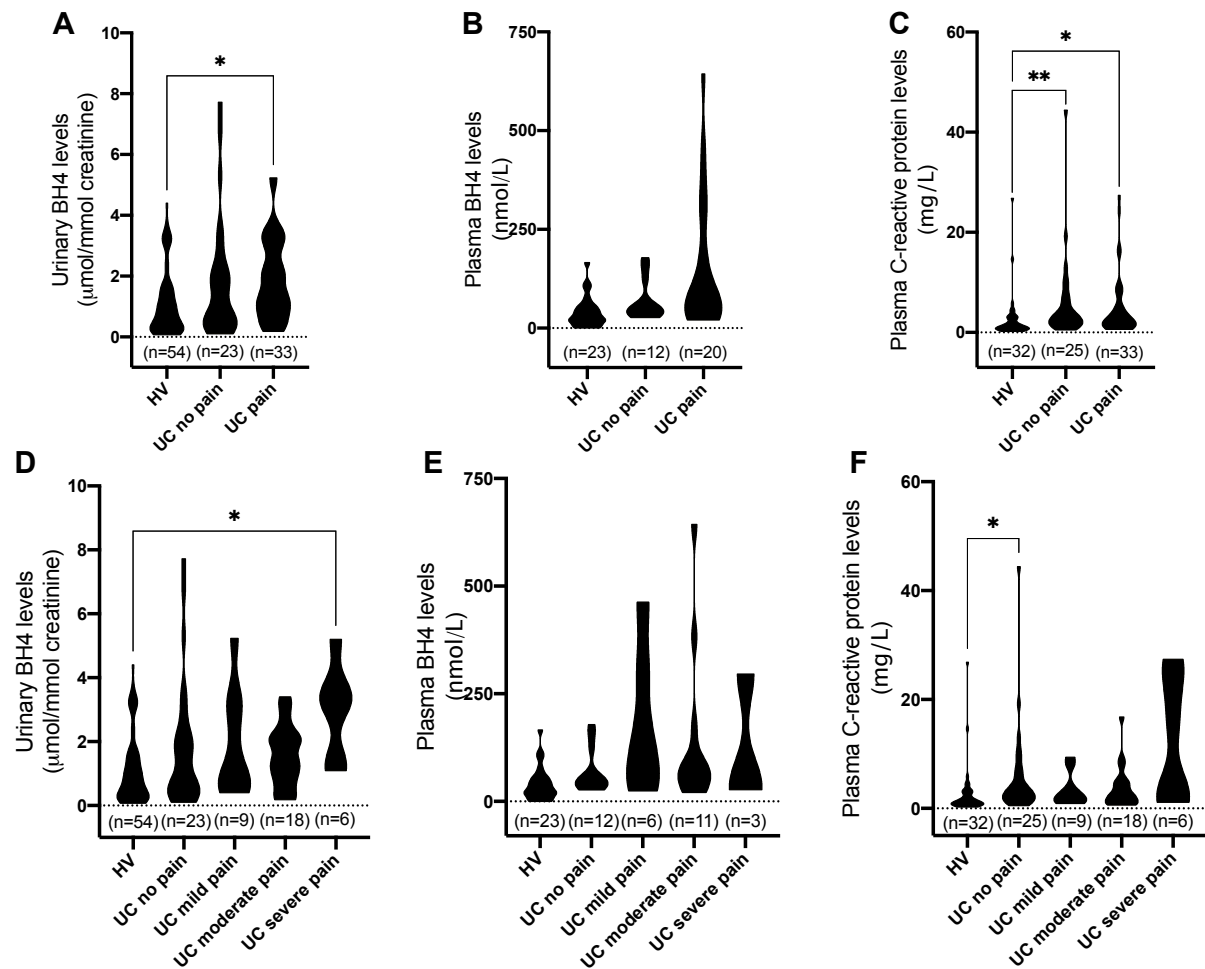 A
Urinary BH4 levels
(μmol/mmol creatinine)
10
8
6
4
2
0
*
(n=54) (n=23) (n=33)
HV
UC no pain
UC pain
B
Plasma BH4 levels
(nmol/L)
750
500
250
0
(n=23) (n=12) (n=20)
HV
UC no pain
UC pain
C
Plasma C-reactive protein levels
(mg/L)
60
40
20
0
*
**
(n=32) (n=25) (n=33)
HV
UC no pain
UC pain
D
Urinary BH4 levels
(μmol/mmol creatinine)
10
8
6
4
2
0
*
(n=54) (n=23) (n=9) (n=18) (n=6)
HV
UC no pain
UC mild pain
UC moderate pain
UC severe pain
E
Plasma BH4 levels
(nmol/L)
750
500
250
0
(n=23) (n=12) (n=6) (n=11) (n=3)
HV
UC no pain
UC mild pain
UC moderate pain
UC severe pain
F
Plasma C-reactive protein levels
(mg/L)
60
40
20
0
*
(n=32) (n=25) (n=9) (n=18) (n=6)
HV
UC no pain
UC mild pain
UC moderate pain
UC severe pain